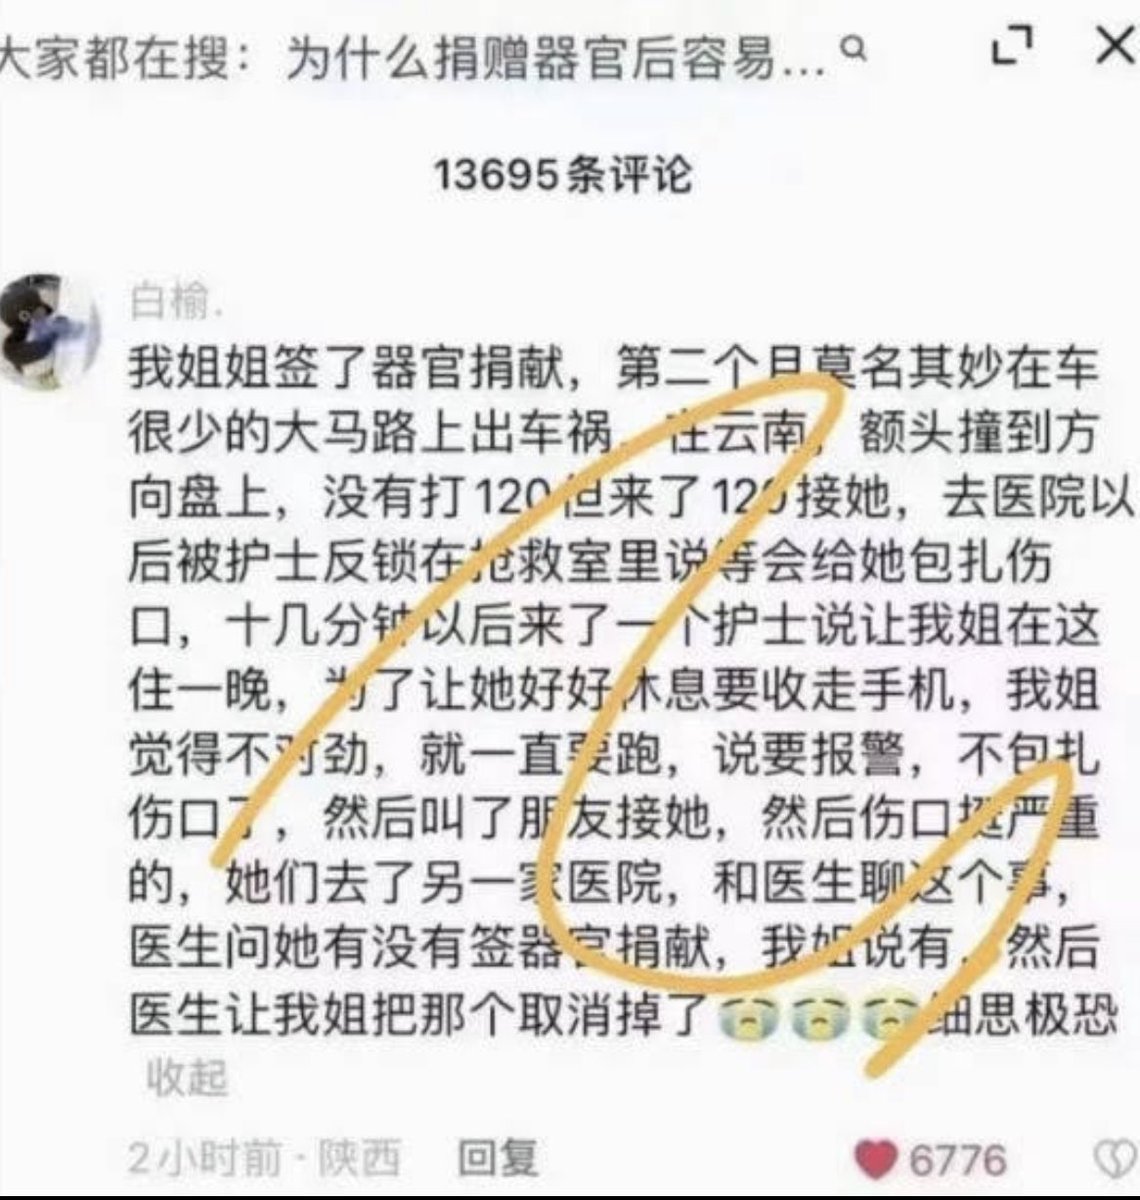 大家都在搜：为什么捐赠器官后容易...
13695条评论
白榆.
我姐姐签了器官捐献，第二个月莫名其妙在车
很少的大马路上出车祸，在云南，额头撞到方
向盘上，没有打120但来了120接她，去医院以
后被护士反锁在抢救室里说等会给她包扎伤
口，十几分钟以后来了一个护士说让我姐在这
住一晚，为了让她好好休息要收走手机，我姐
觉得不对劲，就一直要跑，说要报警，不包扎
伤口了，然后叫了朋友接她，然后伤口挺严重
的，她们去了另一家医院，和医生聊这个事，
医生问她有没有签器官捐献，我姐说有，然后
医生让我姐把那个取消掉了😭😭😭细思极恐
收起
2小时前·陕西 回复 6776